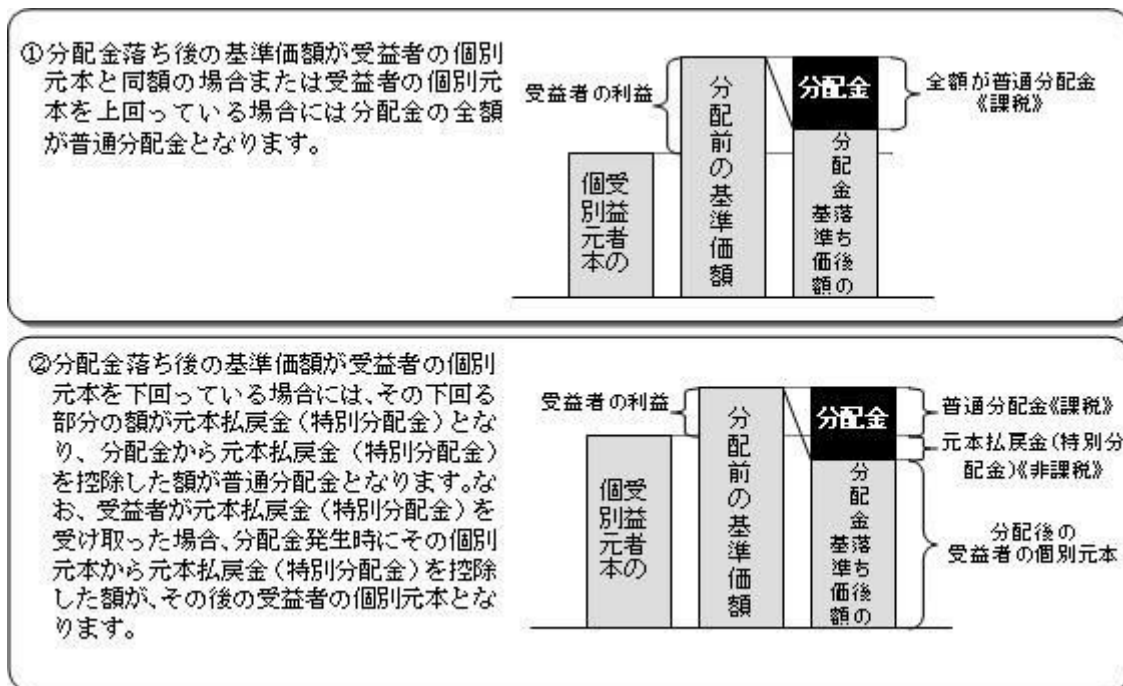 ①分配金落ち後の基準価額が受益者の個別
元本と同額の場合または受益者の個別元
本を上回っている場合には分配金の全額
が普通分配金となります。
受益者の利益
受益者の
個別元本
分配前の基準価額
分配金
分配金落ち後の
基準価額
全額が普通分配金
《課税》
②分配金落ち後の基準価額が受益者の個別
元本を下回っている場合には、その下回る
部分の額が元本払戻金(特別分配金)とな
り、分配金から元本払戻金(特別分配金)
を控除した額が普通分配金となります。な
お、受益者が元本払戻金(特別分配金)を
受け取った場合、分配金発生時にその個別
元本から元本払戻金(特別分配金)を控除
した額が、その後の受益者の個別元本とな
ります。
受益者の利益
受益者の
個別元本
分配前の基準価額
分配金
分配金落ち後の
基準価額
普通分配金《課税》
元本払戻金(特別分
配金)《非課税》
分配後の
受益者の個別元本